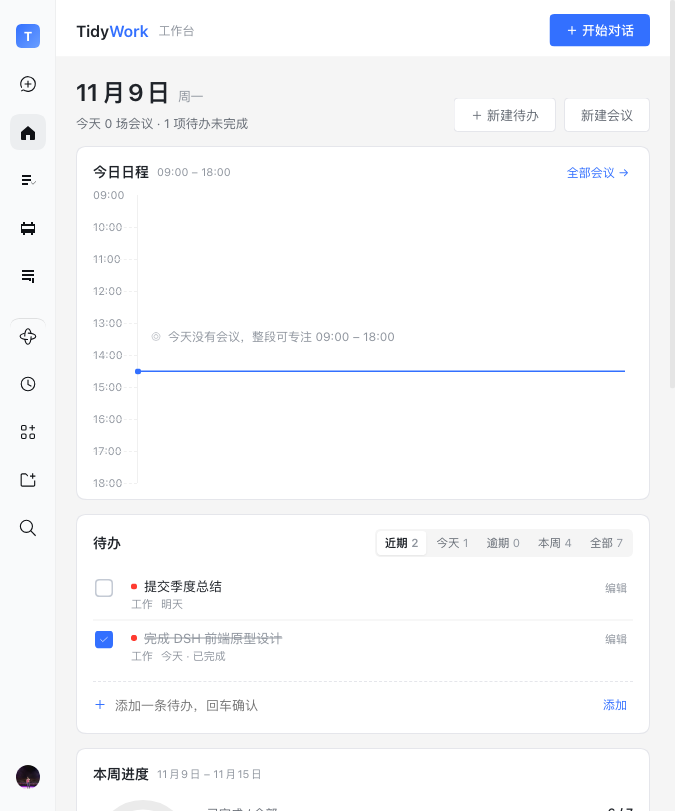 T
TidyWork 工作台
+ 开始对话
11月9日 周一
今天 0 场会议 · 1 项待办未完成
+ 新建待办
新建会议
今日日程 09:00 – 18:00
全部会议 →
09:00
10:00
11:00
12:00
13:00
今天没有会议，整段可专注 09:00 – 18:00
14:00
15:00
16:00
17:00
18:00
待办
近期 2 今天 1 逾期 0 本周 4 全部 7
提交季度总结
编辑
工作 明天
完成 DSH 前端原型设计
编辑
工作 今天 · 已完成
+ 添加一条待办，回车确认
添加
本周进度 11月9日 – 11月15日